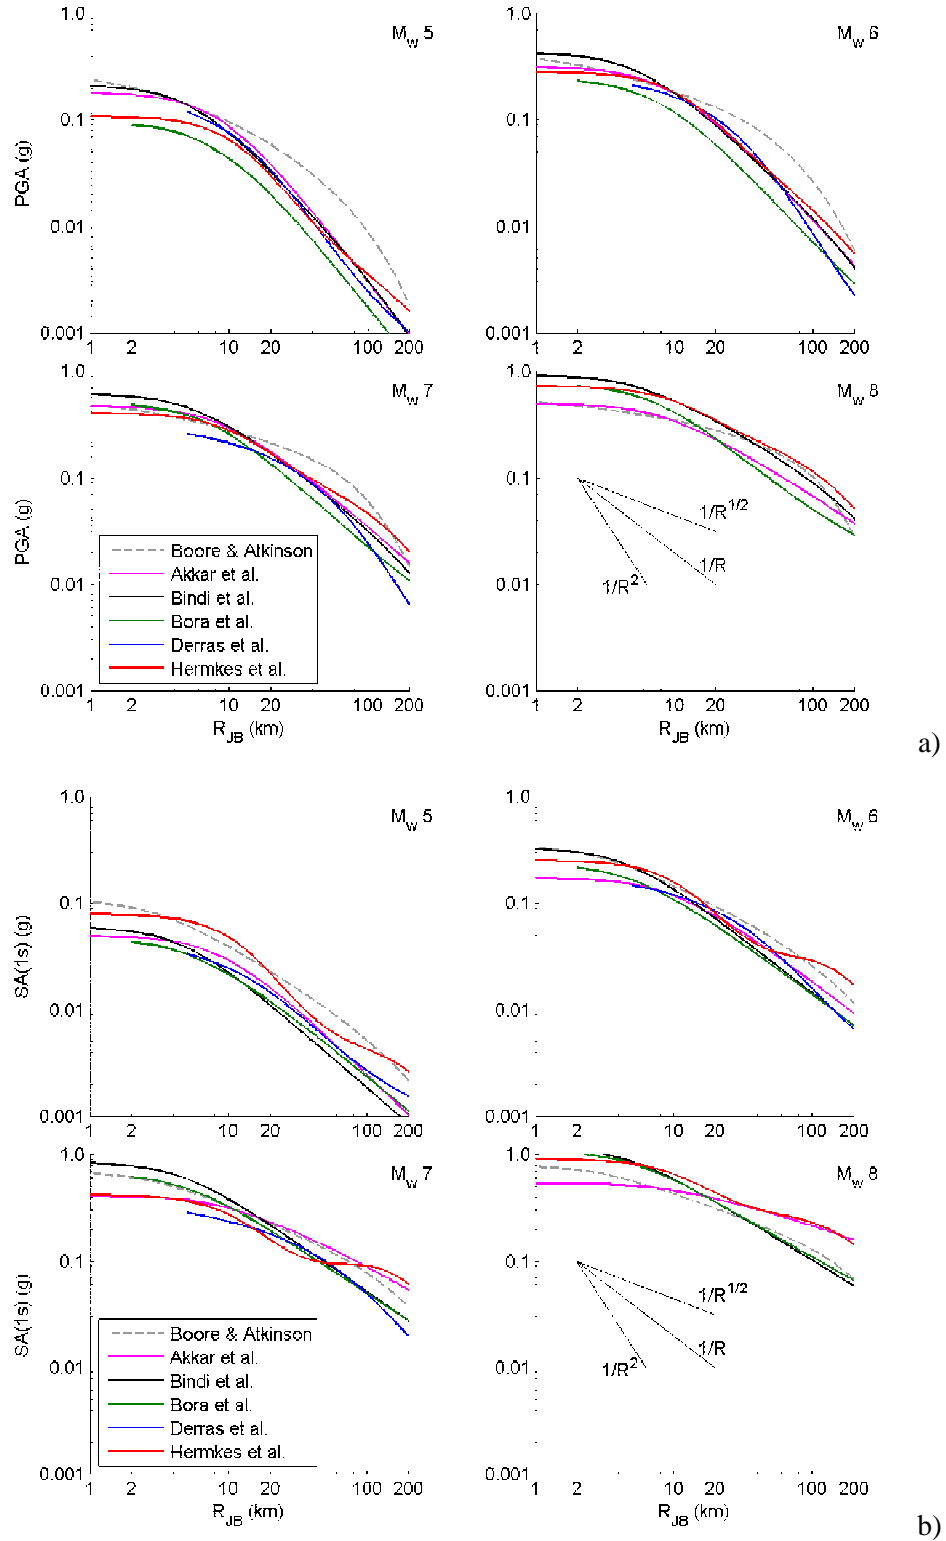 1.0
M_W 5
0.1
PGA (g)
0.01
0.001
1 2 10 20 100 200
1.0
M_W 6
0.1
0.01
0.001
1 2 10 20 100 200
1.0
M_W 7
0.1
PGA (g)
0.01
0.001
Boore & Atkinson
Akkar et al.
Bindi et al.
Bora et al.
Derras et al.
Hermkes et al.
1 2 10 20 100 200
R_JB (km)
1.0
M_W 8
0.1
0.01
0.001
1/R^1/2
1/R
1/R^2
1 2 10 20 100 200
R_JB (km)
a)
1.0
M_W 5
0.1
SA(1s) (g)
0.01
0.001
1 2 10 20 100 200
1.0
M_W 6
0.1
0.01
0.001
1 2 10 20 100 200
1.0
M_W 7
0.1
SA(1s) (g)
0.01
0.001
Boore & Atkinson
Akkar et al.
Bindi et al.
Bora et al.
Derras et al.
Hermkes et al.
1 2 10 20 100 200
R_JB (km)
1.0
M_W 8
0.1
0.01
0.001
1/R^1/2
1/R
1/R^2
1 2 10 20 100 200
R_JB (km)
b)